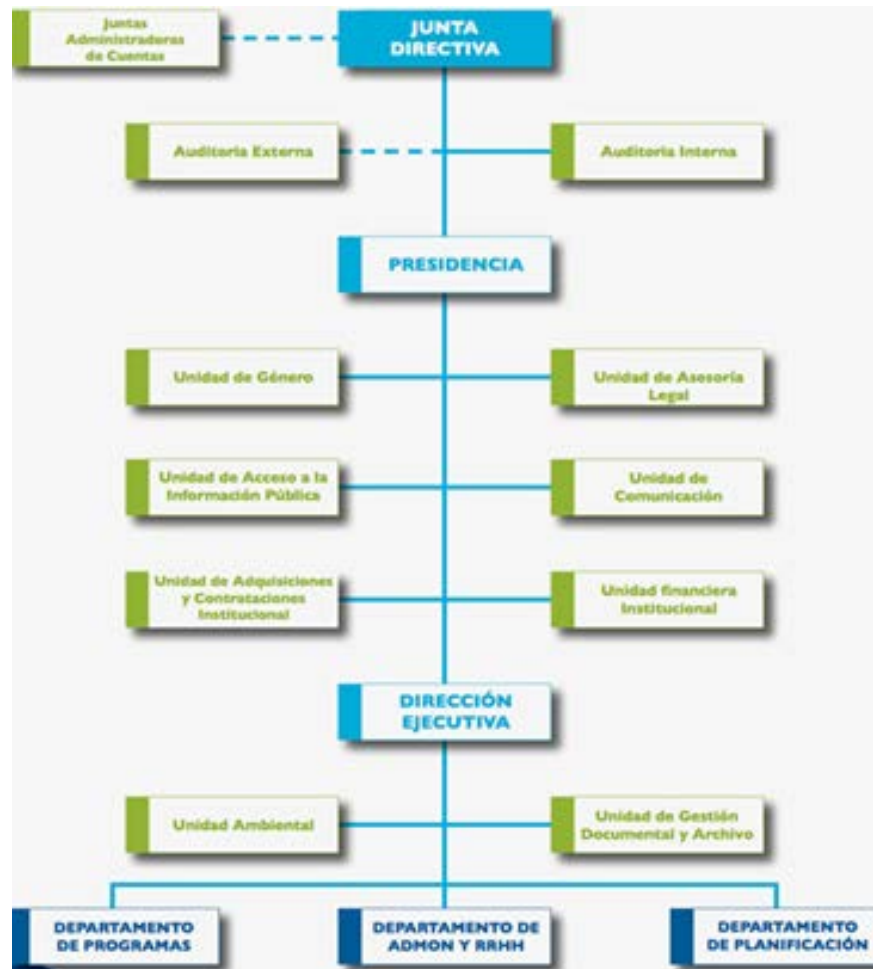 Juntas
Administradoras
de Cuentas
JUNTA
DIRECTIVA
Auditoria Externa
Auditoria Interna
PRESIDENCIA
Unidad de Género
Unidad de Asesoría
Legal
Unidad de Acceso a la
Información Pública
Unidad de
Comunicación
Unidad de Adquisiciones
y Contrataciones
Institucional
Unidad financiera
Institucional
DIRECCIÓN
EJECUTIVA
Unidad Ambiental
Unidad de Gestión
Documental y Archivo
DEPARTAMENTO
DE PROGRAMAS
DEPARTAMENTO DE
ADMON Y RRHH
DEPARTAMENTO
DE PLANIFICACIÓN